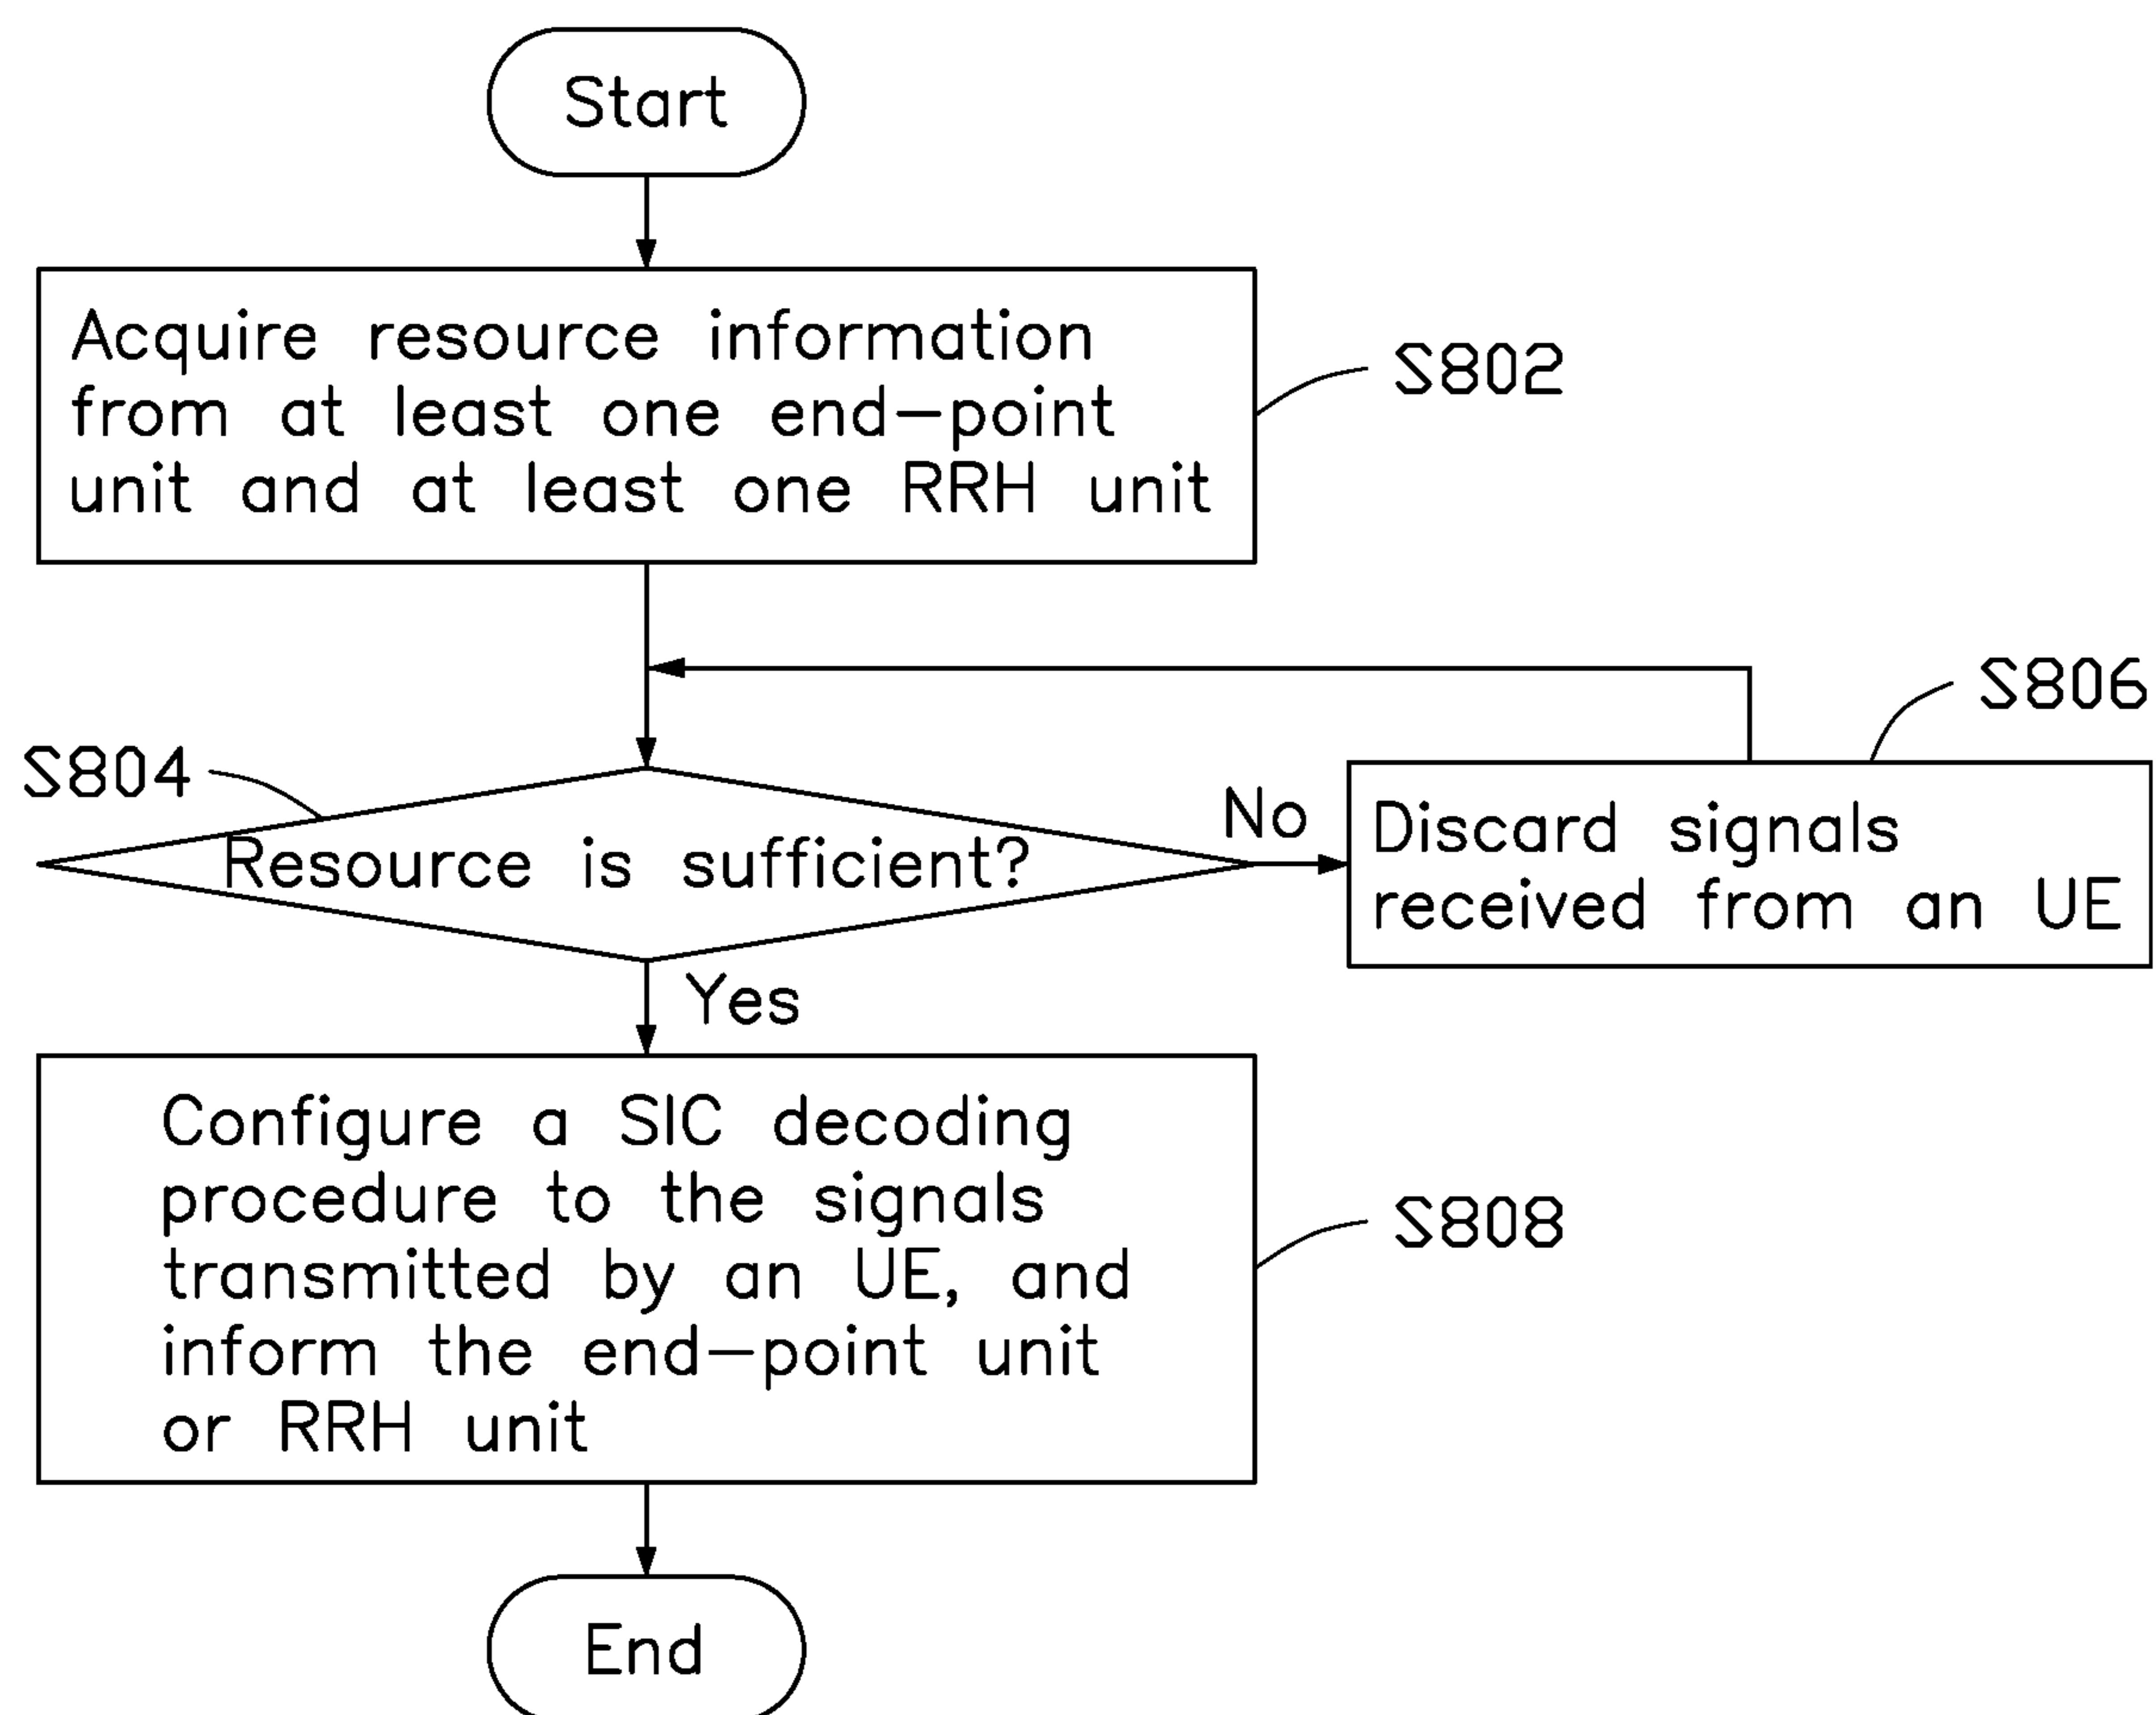 Start
Acquire resource information
from at least one end-point
unit and at least one RRH unit
S802
S806
S804
Resource is sufficient?
No
Discard signals
received from an UE
Yes
Configure a SIC decoding
procedure to the signals
transmitted by an UE, and
inform the end-point unit
or RRH unit
S808
End